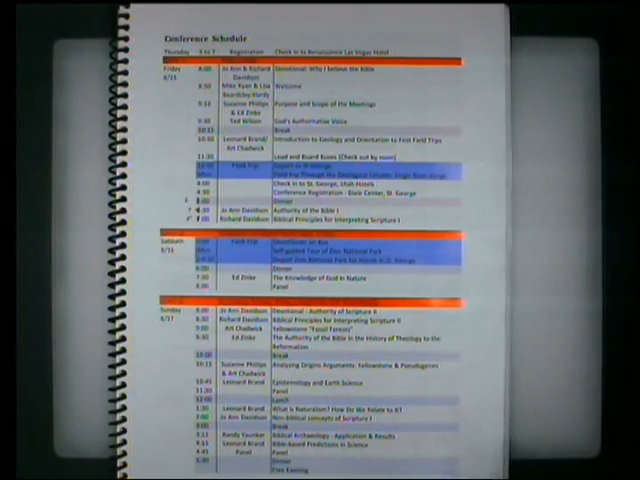 Conference Schedule
Thursday 5 to 7 Registration Check in to Renaissance Las Vegas Hotel
Friday 8:00 Jo Ann & Richard Devotional: Why I believe the Bible
6/15 Davidson
8:50 Mike Ryan & Lisa Welcome
Beardsley-Hardy
9:10 Suzanne Phillips Purpose and Scope of the Meetings
& Ed Zinke
9:30 Ted Wilson God's Authoritative Voice
10:15 Break
10:30 Leonard Brand/ Introduction to Geology and Orientation to First Field Trips
Art Chadwick
11:30 Load and Board Buses (Check out by noon)
Field Trip Depart to St George,
Field trip Through the Geological Column: Virgin River Gorge
4:00 Check in to St. George, Utah Hotels
4:30 Conference Registration - Dixie Center, St. George
Dinner
Jo Ann Davidson Authority of the Bible I
Richard Davidson Biblical Principles for Interpreting Scripture I
Sabbath Field Trip
6/16 Self-guided Tour of Zion National Park
Depart Zion National Park for Hotels in St. George
6:00 Dinner
7:00 Ed Zinke The Knowledge of God in Nature
8:00 Panel
Sunday 8:00 Jo Ann Davidson Devotional - Authority of Scripture II
6/17 8:30 Richard Davidson Biblical Principles for Interpreting Scripture II
9:00 Art Chadwick Yellowstone "Fossil Forests"
9:30 Ed Zinke The Authority of the Bible in the History of Theology to the
Reformation
10:00 Break
10:15 Suzanne Phillips Analyzing Origins Arguments: Yellowstone & Pseudogenes
& Art Chadwick
10:45 Leonard Brand Epistemology and Earth Science
11:30 Panel
12:00 Lunch
1:30 Leonard Brand What is Naturalism? How Do We Relate to It?
2:00 Jo Ann Davidson Non-biblical concepts of Scripture I
3:00 Break
3:15 Randy Younker Biblical Archaeology - Application & Results
4:15 Leonard Brand Bible-based Predictions in Science
4:45 Panel Panel
5:30 Dinner
Free Evening